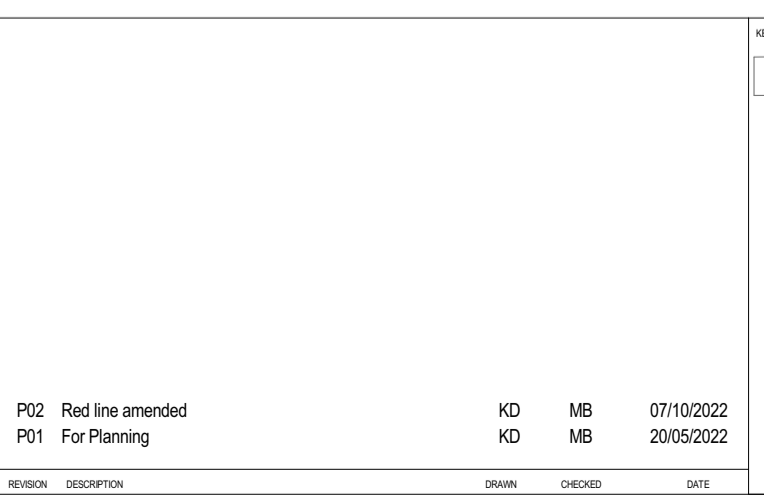 P02 Red line amended KD MB 07/10/2022
P01 For Planning KD MB 20/05/2022
REVISION DESCRIPTION DRAWN CHECKED DATE